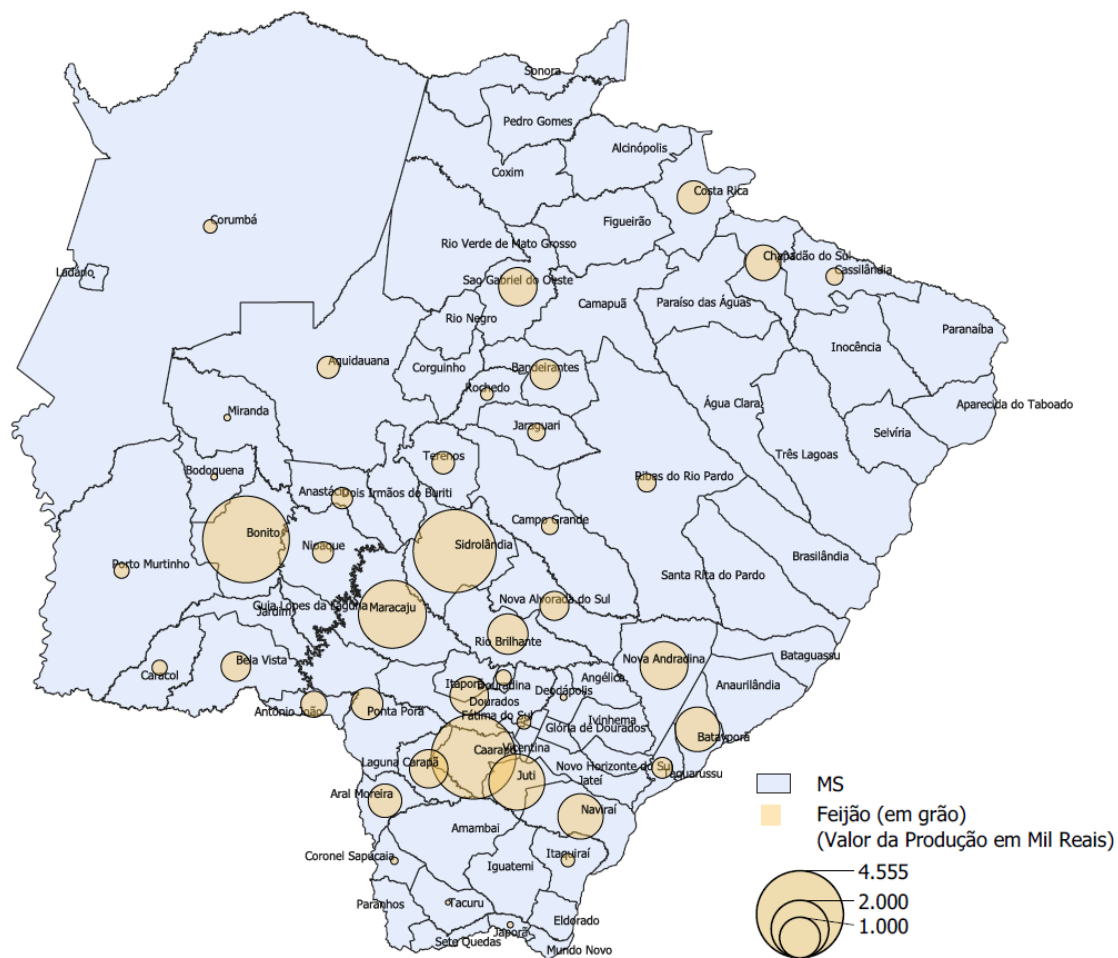 Sonora
Pedro Gomes
Alcinópolis
Coxim
Costa Rica
Corumbá
Figueirão
Rio Verde de Mato Grosso
Ladário
Chapadão do Sul
Cassilândia
Sao Gabriel do Oeste
Camapuã
Paraíso das Águas
Rio Negro
Paranaíba
Inocência
Aquidauana
Corguinho
Bandeirantes
Rochedo
Água Clara
Aparecida do Taboado
Miranda
Jaraguari
Selvíria
Terenos
Três Lagoas
Bodoquena
Ribes do Rio Pardo
Anastácio
Dois Irmãos do Buriti
Campo Grande
Bonito
Sidrolândia
Nioaque
Brasilândia
Porto Murtinho
Santa Rita do Pardo
Nova Alvorada do Sul
Guia Lopes da Laguna
Maracaju
Jardim
Rio Brilhante
Nova Andradina
Bataguassu
Bela Vista
Caracol
Angélica
Itaporã
Douradina
Anaurilândia
Deodápolis
Dourados
Antônio João
Ponta Porã
Fátima do Sul
Ivinhema
Glória de Dourados
Batayporã
Caarapó
Vicentina
Laguna Carapã
Novo Horizonte do Sul
Taquarussu
Juti
Jateí
Aral Moreira
Naviraí
Amambai
Coronel Sapucaia
Itaquiraí
Iguatemi
Paranhos
Tacuru
Eldorado
Japorã
Sete Quedas
Mundo Novo
MS
Feijão (em grão)
(Valor da Produção em Mil Reais)
4.555
2.000
1.000